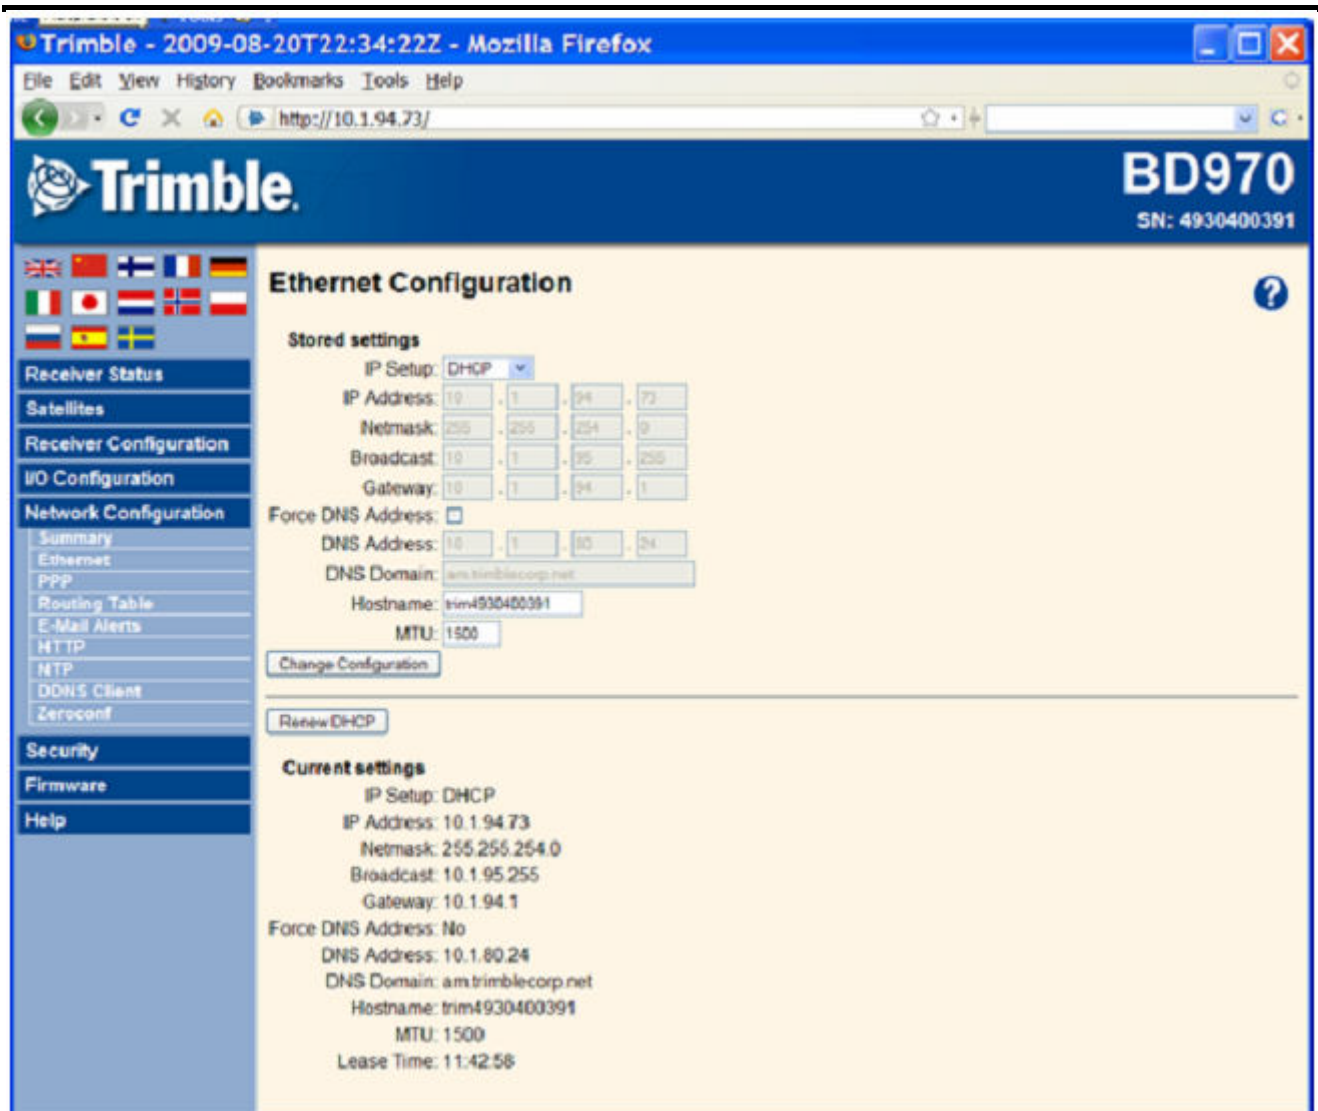 Trimble - 2009-08-20T22:34:22Z - Mozilla Firefox
File Edit View History Bookmarks Tools Help
http://10.1.94.73/
Trimble.
BD970
SN: 4930400391
Ethernet Configuration
?
Stored settings
IP Setup: DHCP
IP Address: 10 . 1 . 94 . 73
Netmask: 255 . 255 . 254 . 0
Broadcast: 10 . 1 . 95 . 255
Gateway: 10 . 1 . 94 . 1
Force DNS Address:
DNS Address: 10 . 1 . 80 . 24
DNS Domain: am.trimblecorp.net
Hostname: trim4930400391
MTU: 1500
Change Configuration
Renew DHCP
Current settings
IP Setup: DHCP
IP Address: 10.1.94.73
Netmask: 255.255.254.0
Broadcast: 10.1.95.255
Gateway: 10.1.94.1
Force DNS Address: No
DNS Address: 10.1.80.24
DNS Domain: am.trimblecorp.net
Hostname: trim4930400391
MTU: 1500
Lease Time: 11:42:58
Receiver Status
Satellites
Receiver Configuration
I/O Configuration
Network Configuration
Summary
Ethernet
PPP
Routing Table
E-Mail Alerts
HTTP
NTP
DDNS Client
Zeroconf
Security
Firmware
Help